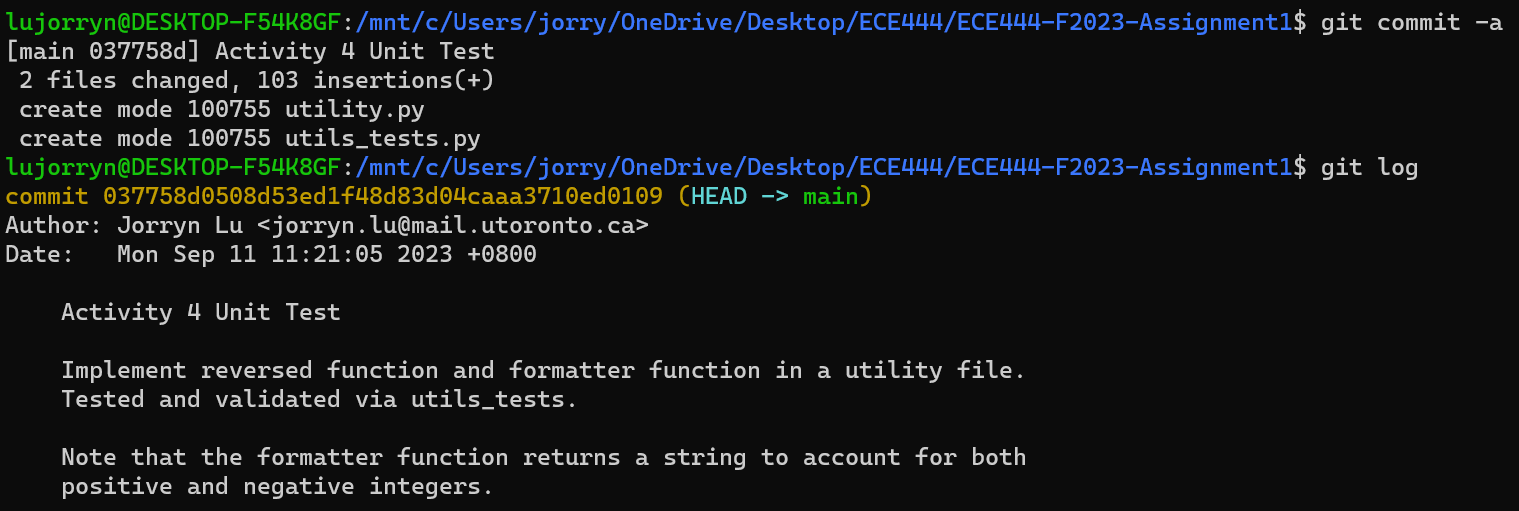 lujorryn@DESKTOP-F54K8GF:/mnt/c/Users/jorry/OneDrive/Desktop/ECE444/ECE444-F2023-Assignment1$ git commit -a
[main 037758d] Activity 4 Unit Test
 2 files changed, 103 insertions(+)
 create mode 100755 utility.py
 create mode 100755 utils_tests.py
lujorryn@DESKTOP-F54K8GF:/mnt/c/Users/jorry/OneDrive/Desktop/ECE444/ECE444-F2023-Assignment1$ git log
commit 037758d0508d53ed1f48d83d04caaa3710ed0109 (HEAD -> main)
Author: Jorryn Lu <jorryn.lu@mail.utoronto.ca>
Date:   Mon Sep 11 11:21:05 2023 +0800

    Activity 4 Unit Test

    Implement reversed function and formatter function in a utility file.
    Tested and validated via utils_tests.

    Note that the formatter function returns a string to account for both
    positive and negative integers.